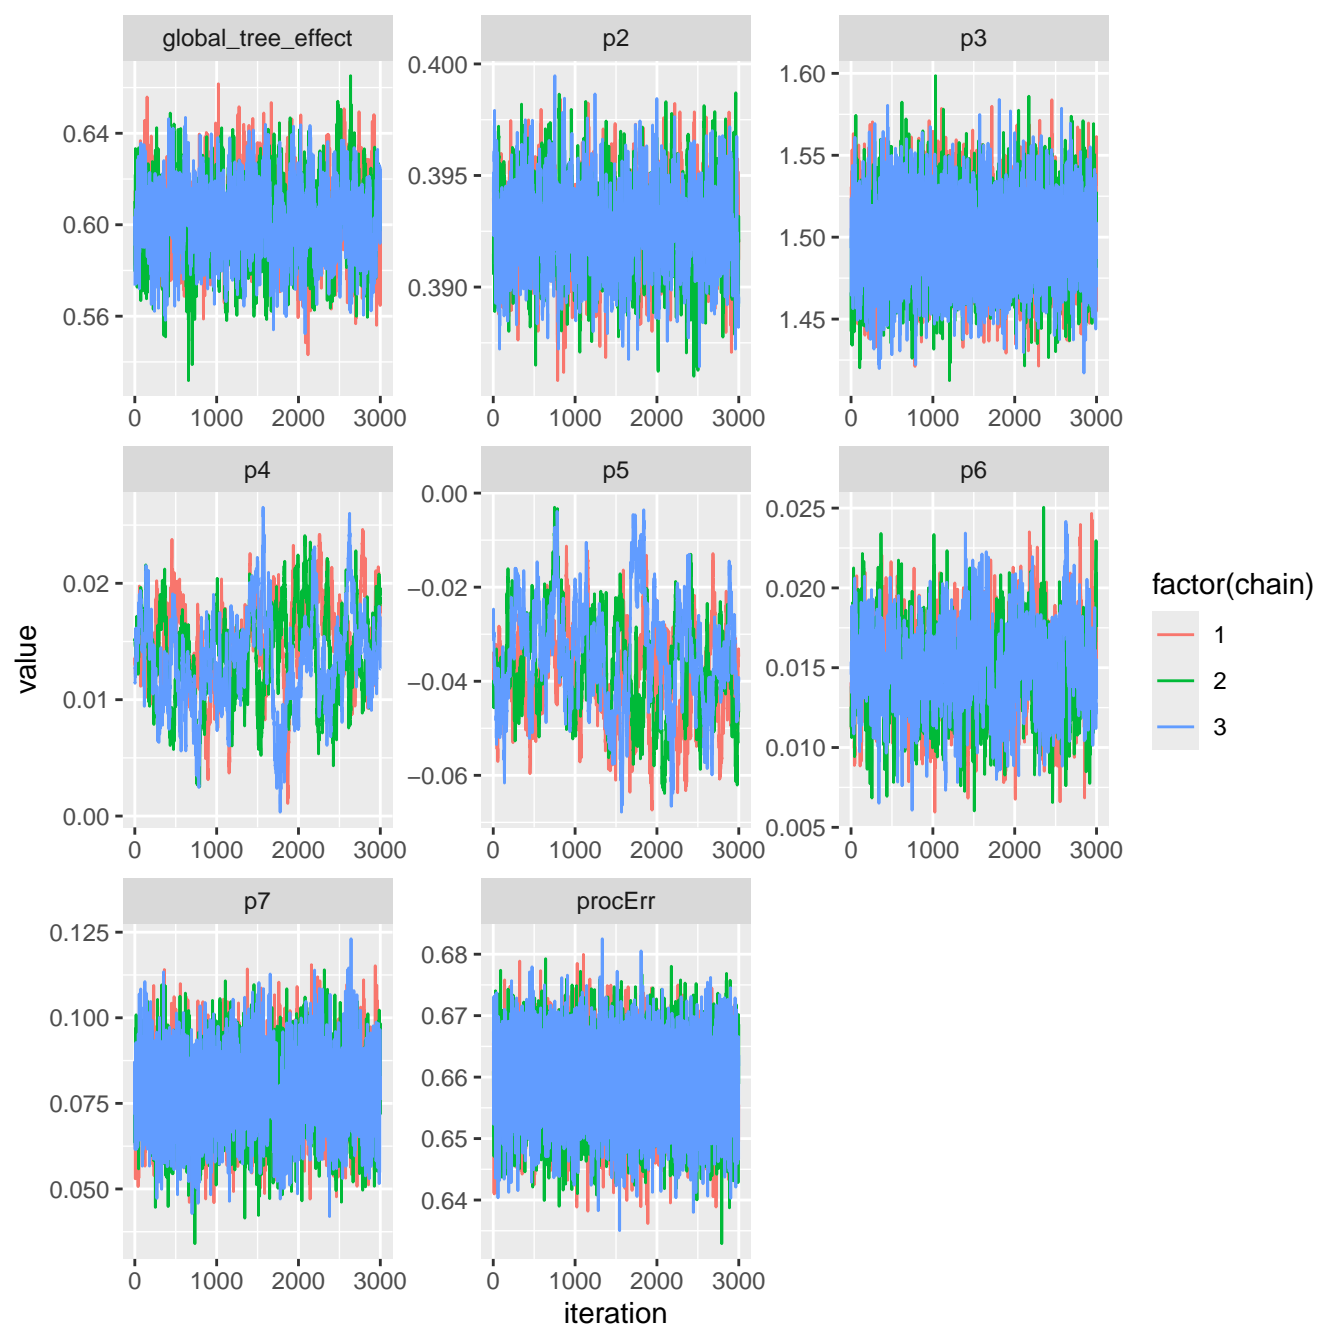 global_tree_effect
p2
p3
0.64
0.60
0.56
0.400
0.395
0.390
1.60
1.55
1.50
1.45
0 1000 2000 3000
0 1000 2000 3000
0 1000 2000 3000
p4
p5
p6
0.02
0.01
0.00
0.00
−0.02
−0.04
−0.06
0.025
0.020
0.015
0.010
0.005
0 1000 2000 3000
0 1000 2000 3000
0 1000 2000 3000
p7
procErr
0.125
0.100
0.075
0.050
0.68
0.67
0.66
0.65
0.64
0 1000 2000 3000
0 1000 2000 3000
value
iteration
factor(chain)
1
2
3